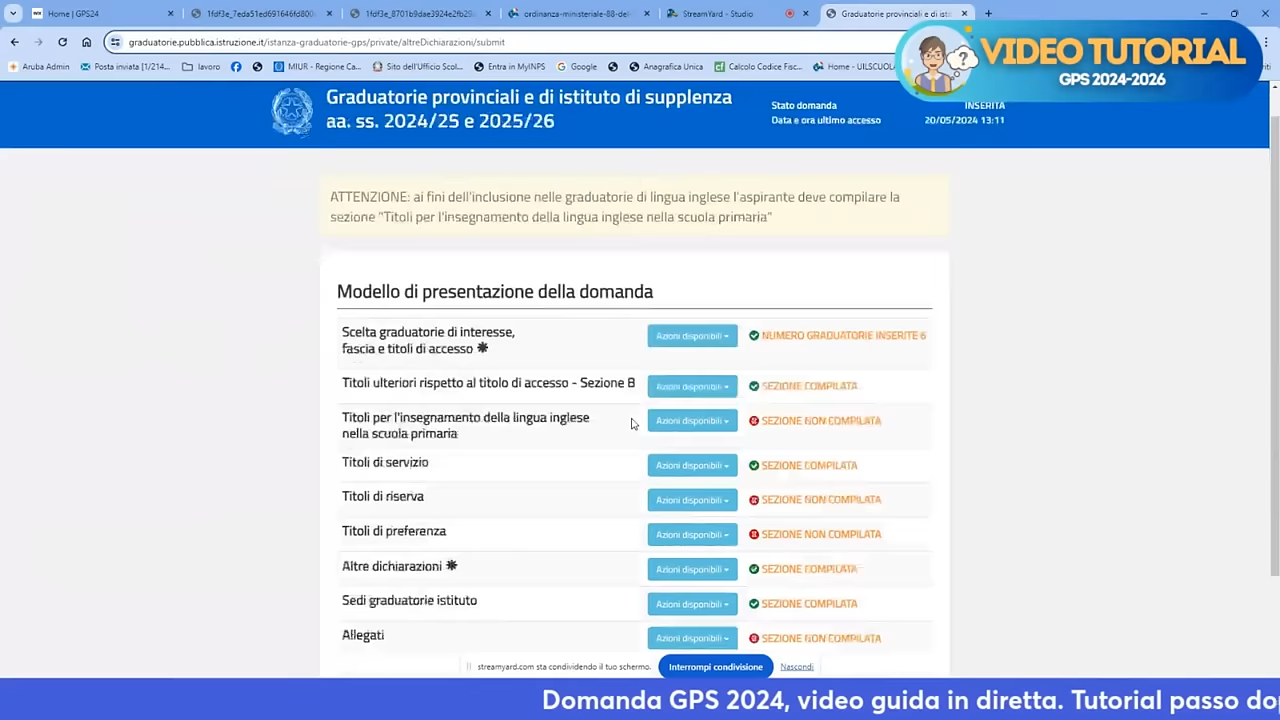 Home | GPS24
1fdf3_7eda51ed691646fd800...
1fdf3_8701b9dae3924e2fb29...
ordinanza-ministeriale-88-del-...
StreamYard - Studio
Graduatorie provinciali e di ist...
graduatorie.pubblica.istruzione.it/istanza-graduatorie-gps/private/altreDichiarazioni/submit
Aruba Admin
Posta inviata [1/214...
lavoro
MIUR - Regione Ca...
Sito dell'Ufficio Scol...
Entra in MyINPS
Google
Anagrafica Unica
Calcolo Codice Fisc...
Home - UILSCUOLA
VIDEO TUTORIAL
GPS 2024-2026
Graduatorie provinciali e di istituto di supplenza
aa. ss. 2024/25 e 2025/26
Stato domanda INSERITA
Data e ora ultimo accesso 20/05/2024 13:11
ATTENZIONE: ai fini dell'inclusione nelle graduatorie di lingua inglese l'aspirante deve compilare la
sezione "Titoli per l'insegnamento della lingua inglese nella scuola primaria"
Modello di presentazione della domanda
Scelta graduatorie di interesse,
fascia e titoli di accesso ✱
Azioni disponibili
NUMERO GRADUATORIE INSERITE 6
Titoli ulteriori rispetto al titolo di accesso - Sezione B
Azioni disponibili
SEZIONE COMPILATA
Titoli per l'insegnamento della lingua inglese
nella scuola primaria
Azioni disponibili
SEZIONE NON COMPILATA
Titoli di servizio
Azioni disponibili
SEZIONE COMPILATA
Titoli di riserva
Azioni disponibili
SEZIONE NON COMPILATA
Titoli di preferenza
Azioni disponibili
SEZIONE NON COMPILATA
Altre dichiarazioni ✱
Azioni disponibili
SEZIONE COMPILATA
Sedi graduatorie istituto
Azioni disponibili
SEZIONE COMPILATA
Allegati
Azioni disponibili
SEZIONE NON COMPILATA
streamyard.com sta condividendo il tuo schermo.
Interrompi condivisione
Nascondi
Domanda GPS 2024, video guida in diretta. Tutorial passo dop